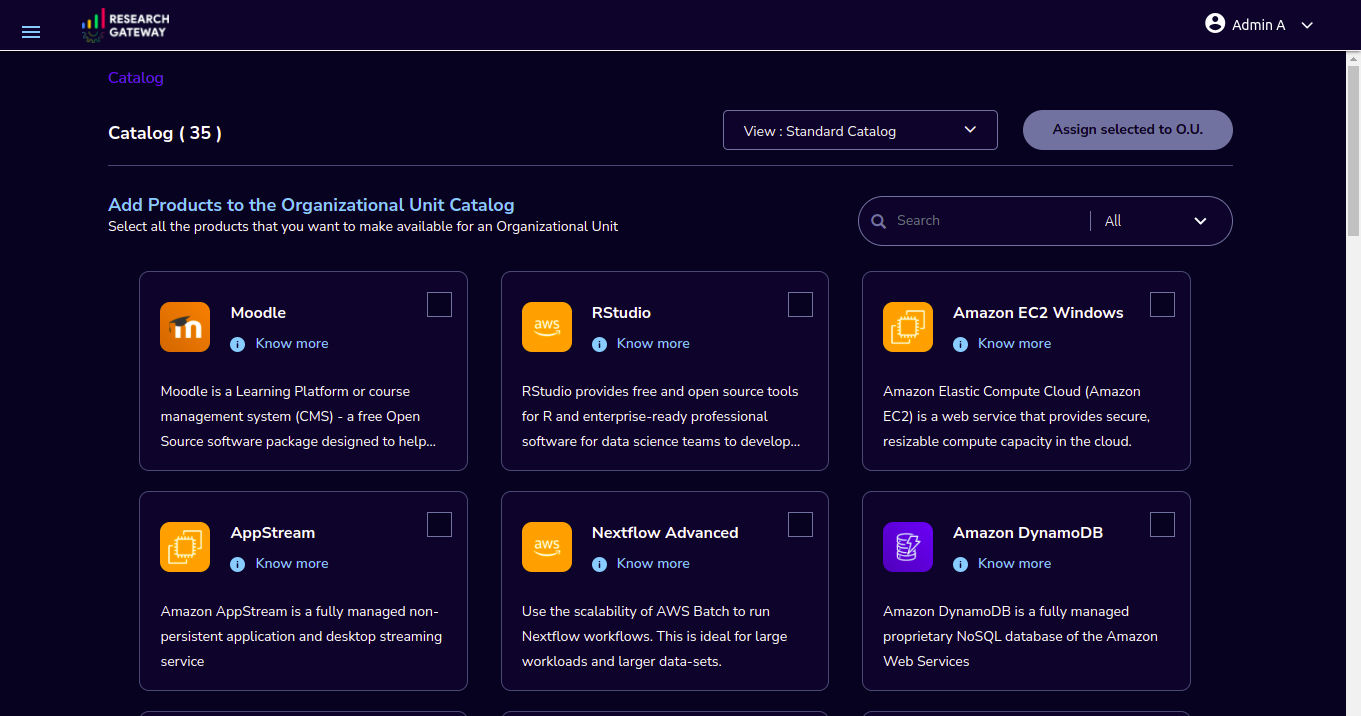 RESEARCH
GATEWAY
Admin A
Catalog
Catalog ( 35 )
View : Standard Catalog
Assign selected to O.U.
Add Products to the Organizational Unit Catalog
Select all the products that you want to make available for an Organizational Unit
Search
All
Moodle
Know more
Moodle is a Learning Platform or course
management system (CMS) - a free Open
Source software package designed to help...
aws
RStudio
Know more
RStudio provides free and open source tools
for R and enterprise-ready professional
software for data science teams to develop...
Amazon EC2 Windows
Know more
Amazon Elastic Compute Cloud (Amazon
EC2) is a web service that provides secure,
resizable compute capacity in the cloud.
AppStream
Know more
Amazon AppStream is a fully managed non-
persistent application and desktop streaming
service
aws
Nextflow Advanced
Know more
Use the scalability of AWS Batch to run
Nextflow workflows. This is ideal for large
workloads and larger data-sets.
Amazon DynamoDB
Know more
Amazon DynamoDB is a fully managed
proprietary NoSQL database of the Amazon
Web Services